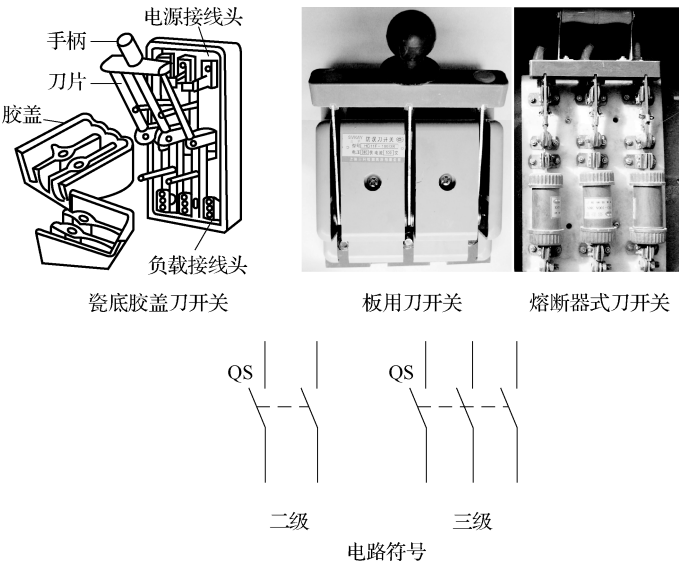 电源接线头
手柄
刀片
胶盖
负载接线头
瓷底胶盖刀开关
板用刀开关
熔断器式刀开关
QS
QS
二级
三级
电路符号